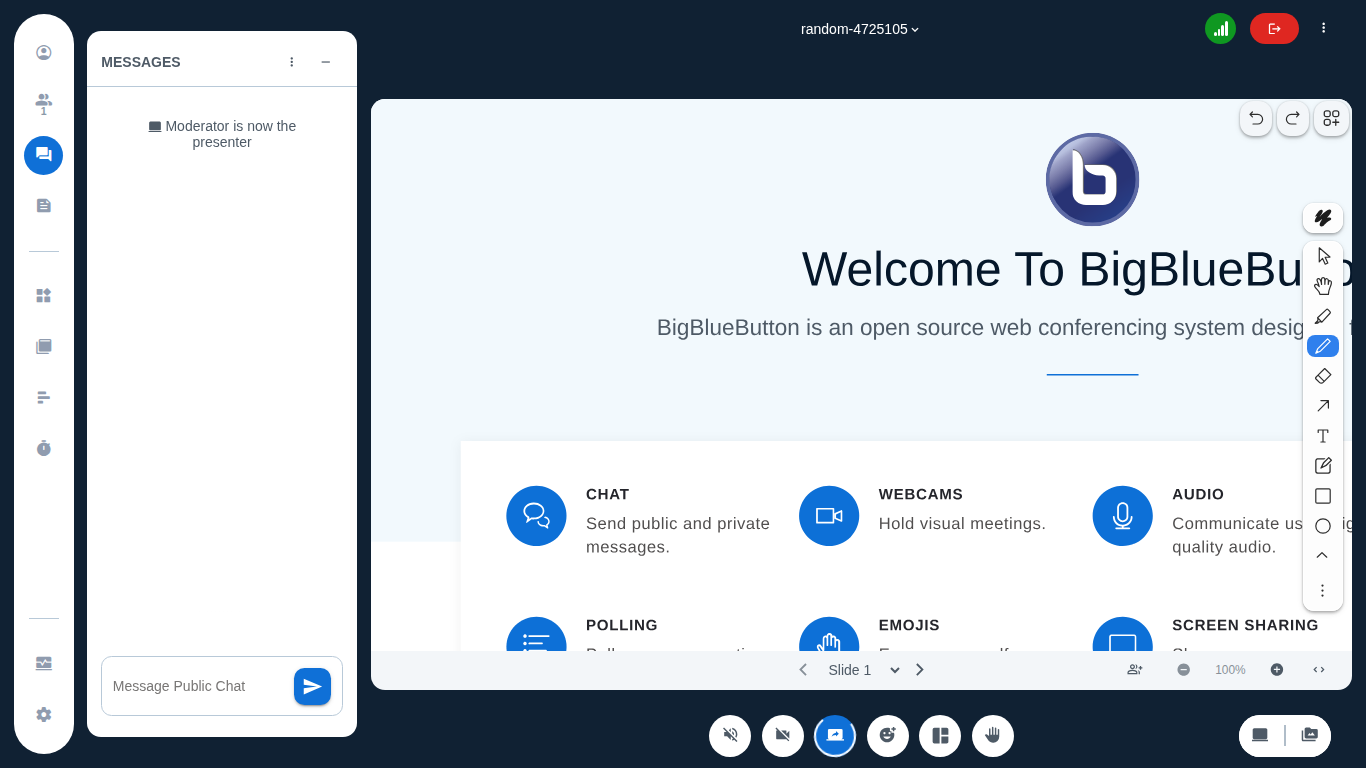 random-4725105
MESSAGES
1
Moderator is now the
presenter
Message Public Chat
Welcome To BigBlueBu
BigBlueButton is an open source web conferencing system desig
CHAT
Send public and private
messages.
WEBCAMS
Hold visual meetings.
AUDIO
Communicate us
quality audio.
POLLING
EMOJIS
SCREEN SHARING
Slide 1
100%